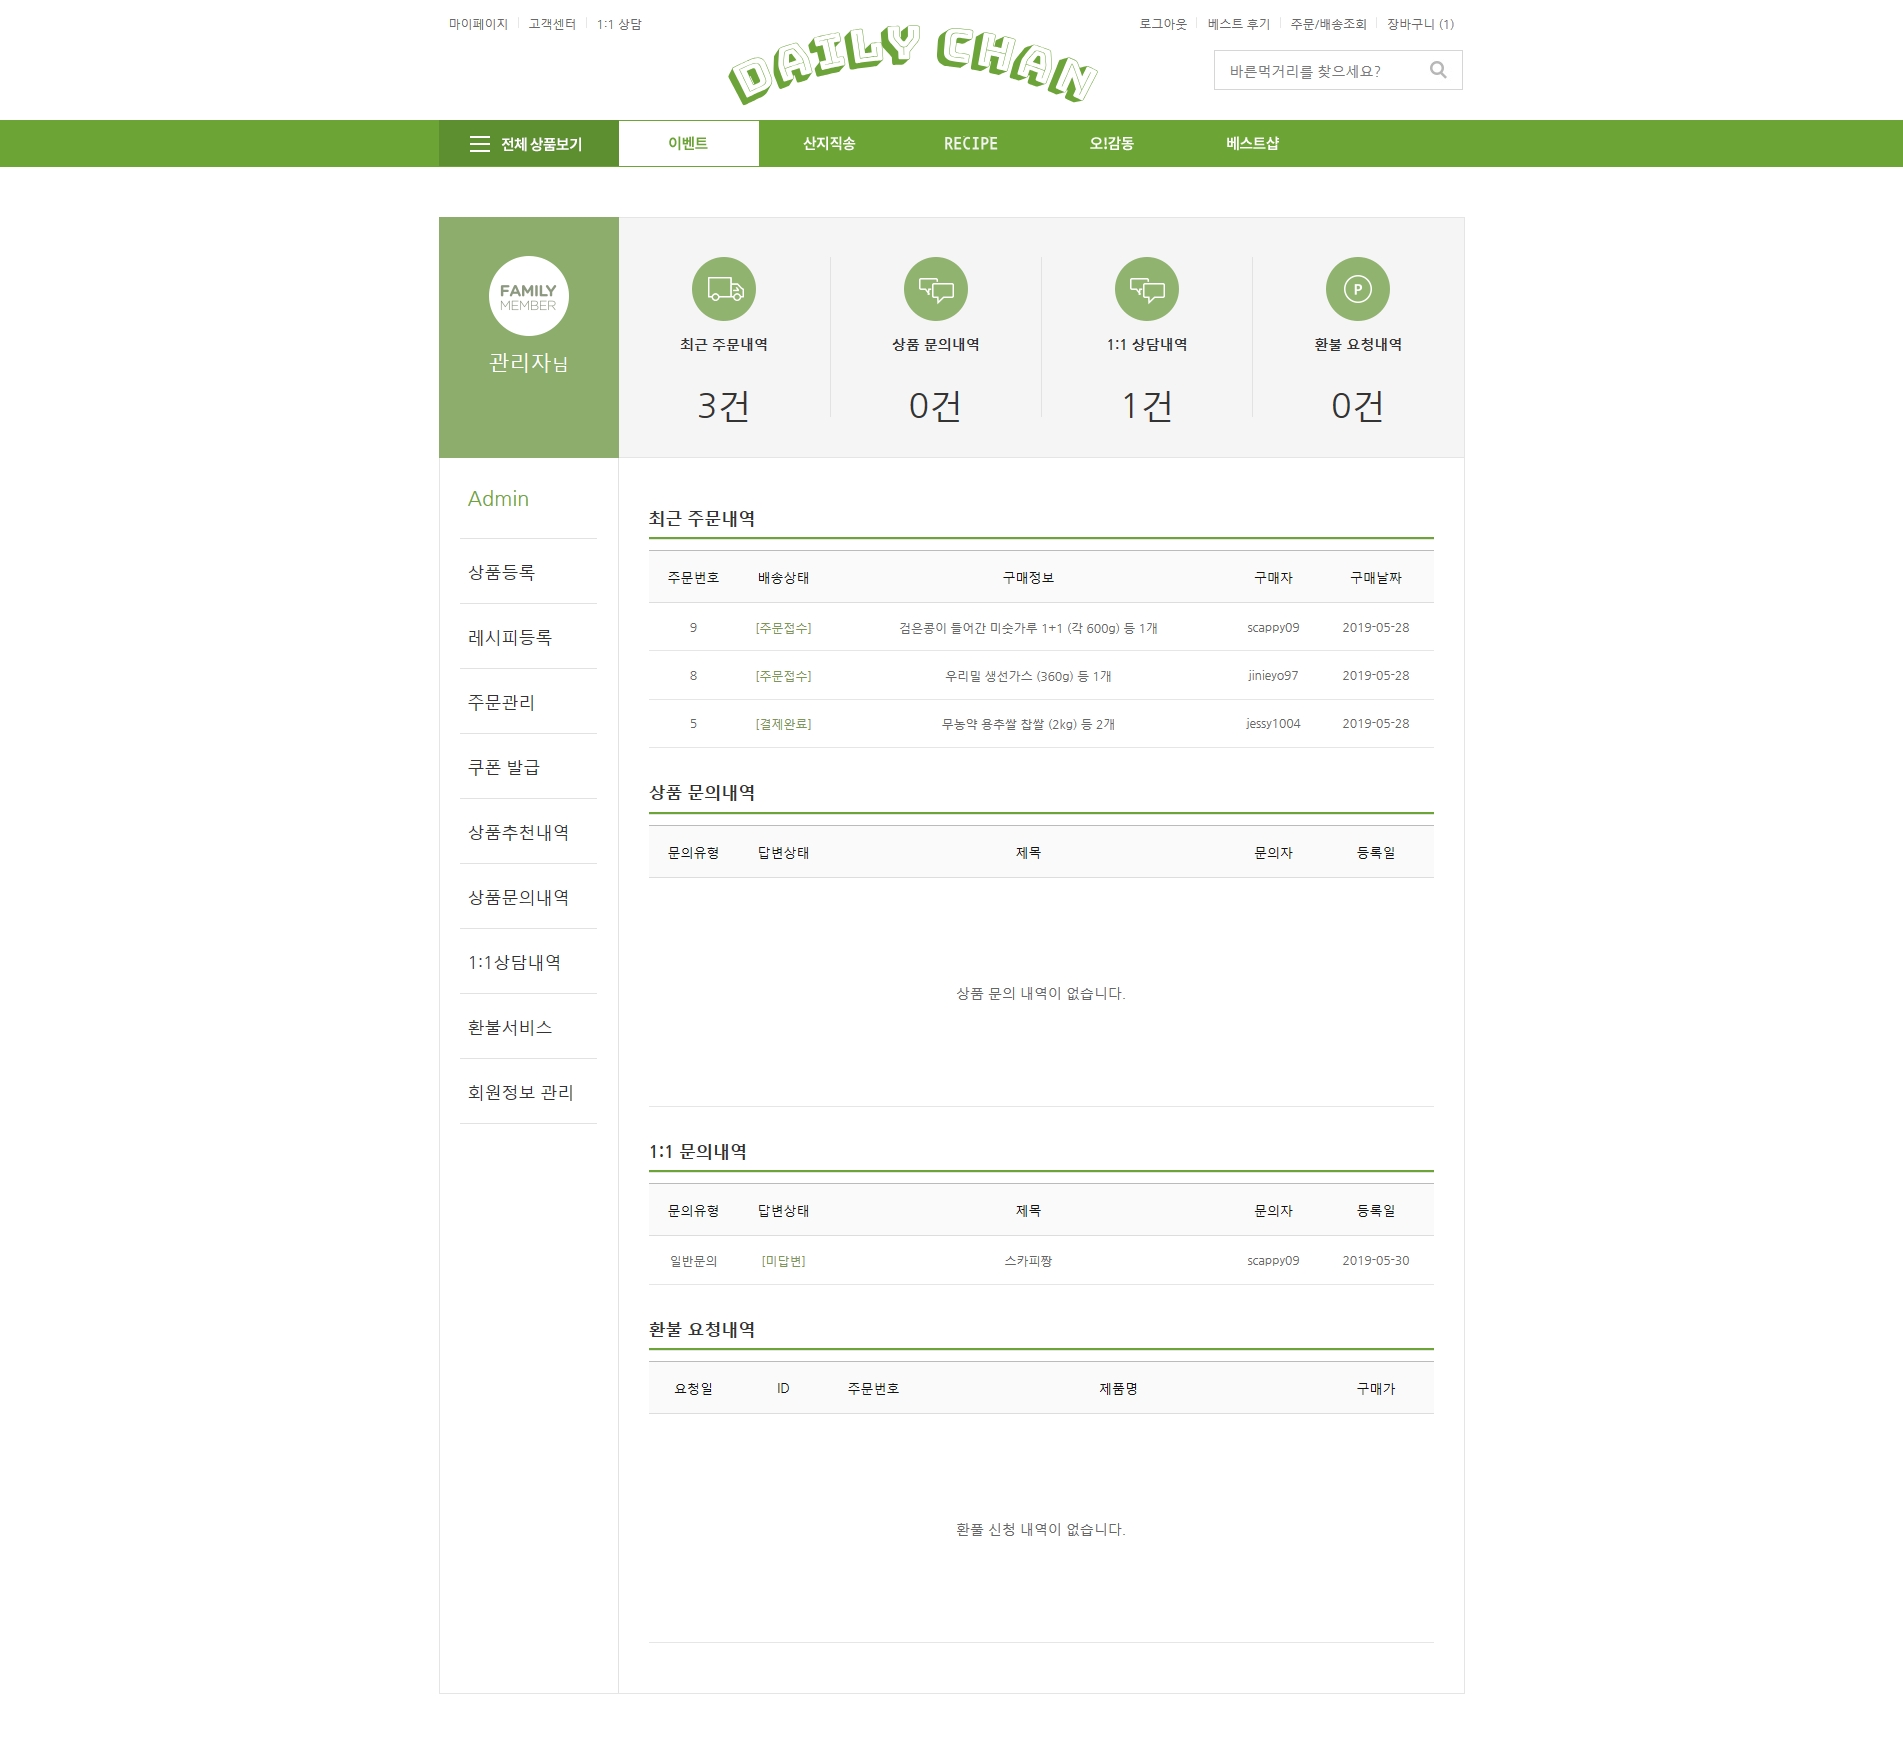 마이페이지 고객센터 1:1 상담
로그아웃 베스트 후기 주문/배송조회 장바구니 (1)
DAILY CHAN
바른먹거리를 찾으세요?
전체 상품보기 이벤트 산지직송 RECIPE 오!감동 베스트샵
FAMILY
MEMBER
관리자님
최근 주문내역 상품 문의내역 1:1 상담내역 환불 요청내역
P
3건 0건 1건 0건
Admin
상품등록
레시피등록
주문관리
쿠폰 발급
상품추천내역
상품문의내역
1:1상담내역
환불서비스
회원정보 관리
최근 주문내역
주문번호 배송상태 구매정보 구매자 구매날짜
9 [주문접수] 검은콩이 들어간 미숫가루 1+1 (각 600g) 등 1개 scappy09 2019-05-28
8 [주문접수] 우리밀 생선가스 (360g) 등 1개 jinieyo97 2019-05-28
5 [결제완료] 무농약 용추쌀 찹쌀 (2kg) 등 2개 jessy1004 2019-05-28
상품 문의내역
문의유형 답변상태 제목 문의자 등록일
상품 문의 내역이 없습니다.
1:1 문의내역
문의유형 답변상태 제목 문의자 등록일
일반문의 [미답변] 스카피짱 scappy09 2019-05-30
환불 요청내역
요청일 ID 주문번호 제품명 구매가
환풀 신청 내역이 없습니다.